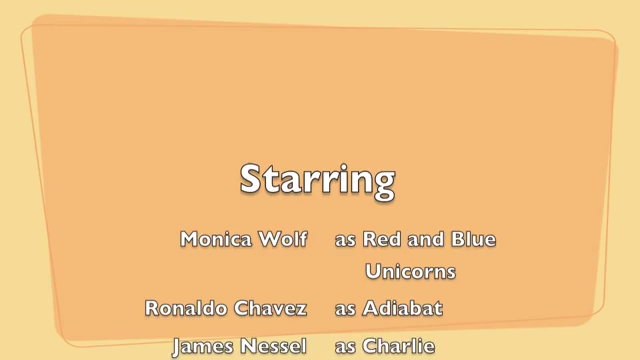 Starring
Monica Wolf as Red and Blue
Unicorns
Ronaldo Chavez as Adiabat
James Nessel as Charlie